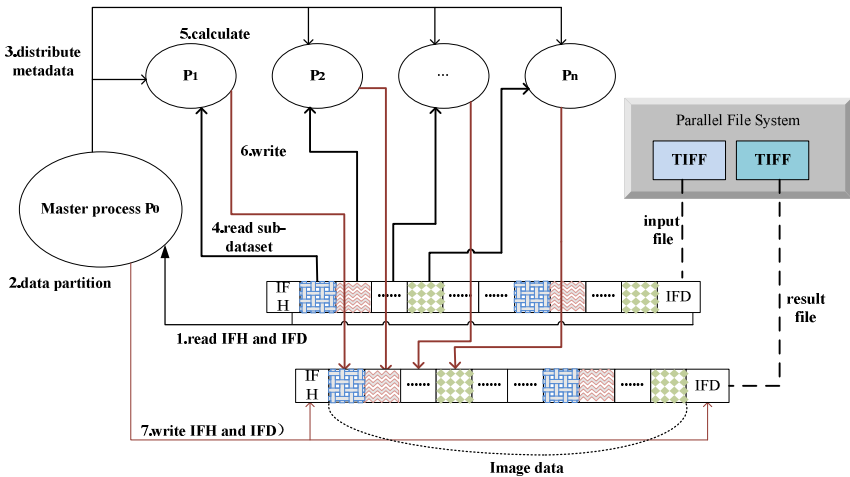 5.calculate
3.distribute
metadata
P1
P2
...
Pn
Parallel File System
TIFF
TIFF
6.write
Master process P0
4.read sub-
dataset
input
file
2.data partition
IF
H
......
......
......
......
IFD
result
file
1.read IFH and IFD
IF
H
......
......
......
......
IFD
7.write IFH and IFD）
Image data